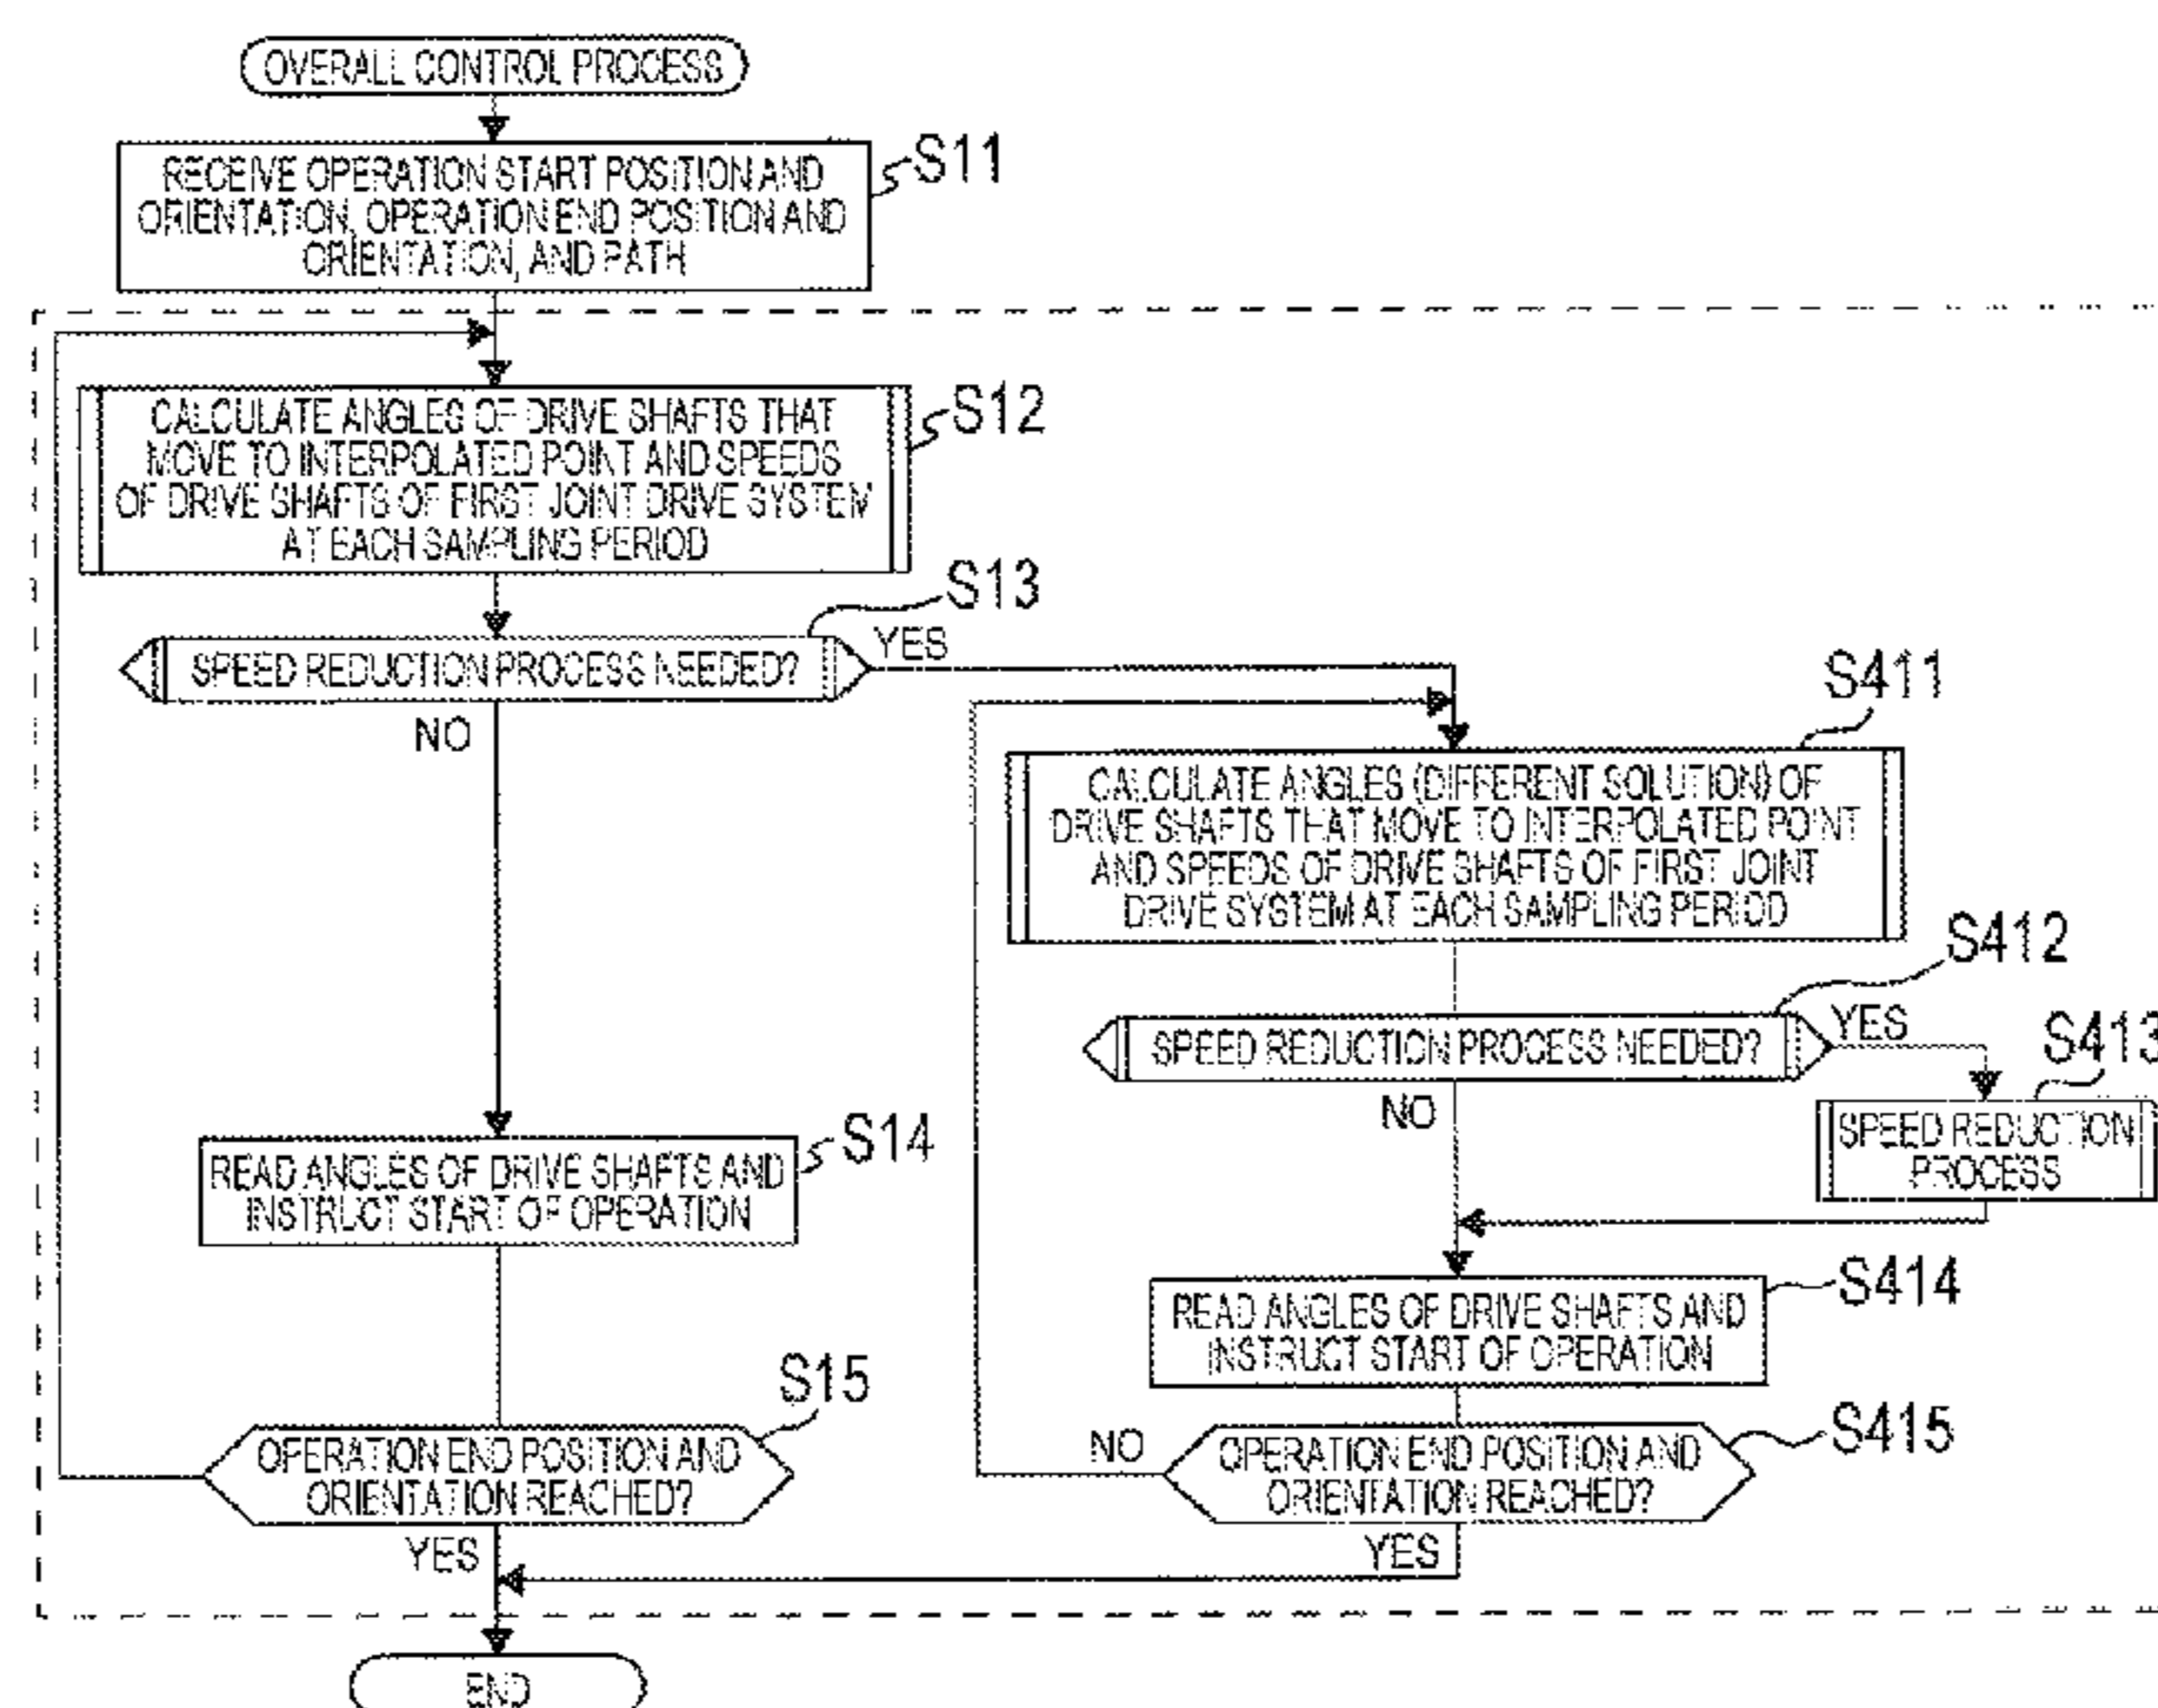 OVERALL CONTROL PROCESS
RECEIVE OPERATION START POSITION AND
ORIENTATION, OPERATION END POSITION AND
ORIENTATION, AND PATH
S11
CALCULATE ANGLES OF DRIVE SHAFTS THAT
MOVE TO INTERPOLATED POINT AND SPEEDS
OF DRIVE SHAFTS OF FIRST JOINT DRIVE SYSTEM
AT EACH SAMPLING PERIOD
S12
S13
SPEED REDUCTION PROCESS NEEDED?
YES
NO
S411
CALCULATE ANGLES (DIFFERENT SOLUTION) OF
DRIVE SHAFTS THAT MOVE TO INTERPOLATED POINT
AND SPEEDS OF DRIVE SHAFTS OF FIRST JOINT
DRIVE SYSTEM AT EACH SAMPLING PERIOD
S412
SPEED REDUCTION PROCESS NEEDED?
YES
NO
S413
SPEED REDUCTION
PROCESS
S14
READ ANGLES OF DRIVE SHAFTS AND
INSTRUCT START OF OPERATION
S414
READ ANGLES OF DRIVE SHAFTS AND
INSTRUCT START OF OPERATION
S15
OPERATION END POSITION AND
ORIENTATION REACHED?
YES
S415
NO
OPERATION END POSITION AND
ORIENTATION REACHED?
YES
END